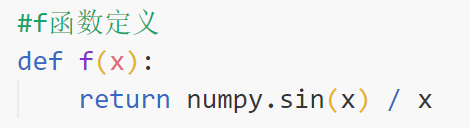 #f函数定义
def f(x):
    return numpy.sin(x) / x